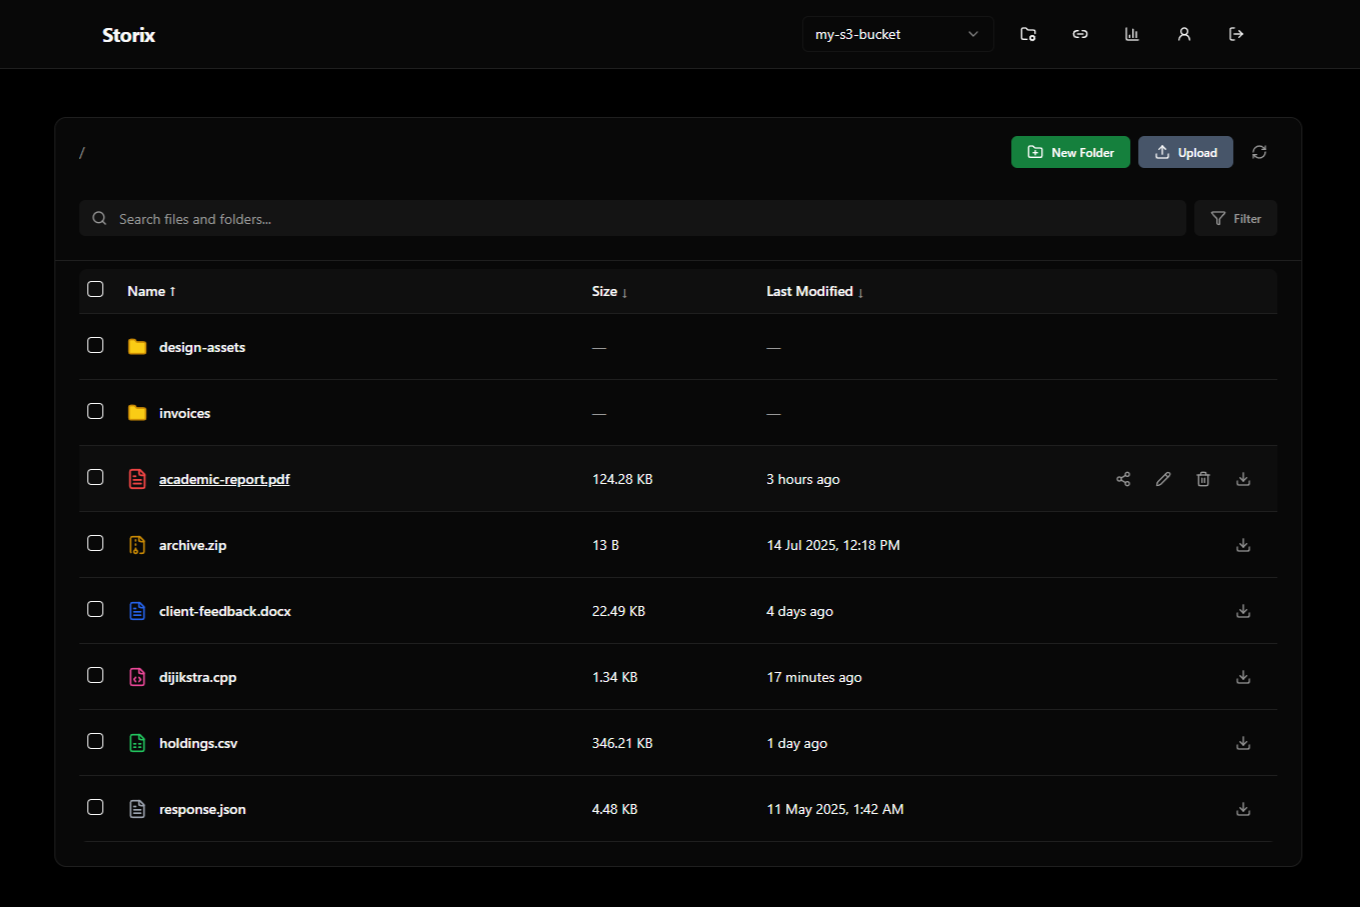 Storix
my-s3-bucket
/
New Folder
Upload
Search files and folders...
Filter
Name ↑ Size ↓ Last Modified ↓
design-assets — —
invoices — —
academic-report.pdf 124.28 KB 3 hours ago
archive.zip 13 B 14 Jul 2025, 12:18 PM
client-feedback.docx 22.49 KB 4 days ago
dijikstra.cpp 1.34 KB 17 minutes ago
holdings.csv 346.21 KB 1 day ago
response.json 4.48 KB 11 May 2025, 1:42 AM